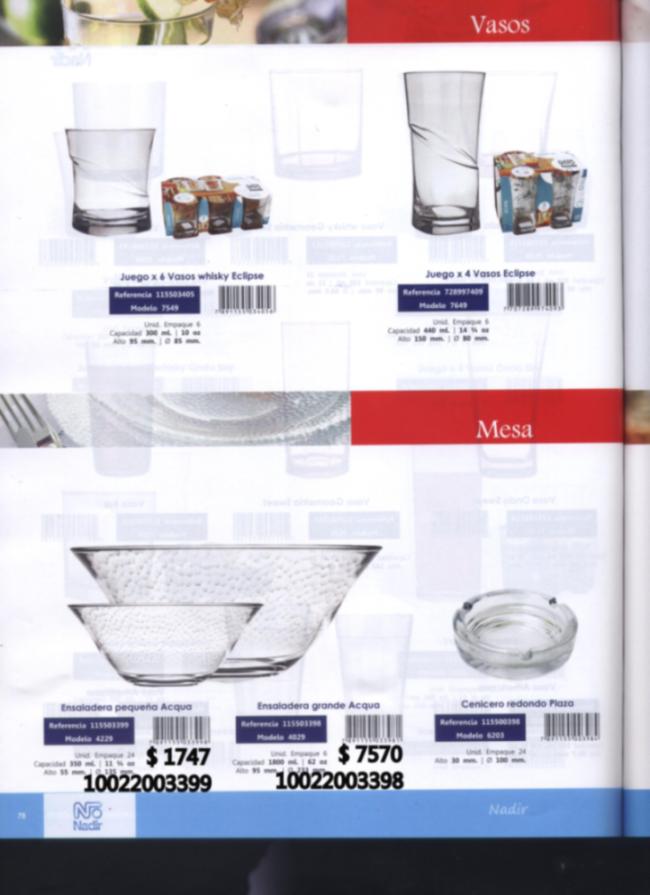 Vasos
Juego x 6 Vasos whisky Eclipse
Referencia 115503405
Modelo 7549
Unid. Empaque 6
Capacidad 300 ml. | 10 oz
Alto 95 mm. | Ø 85 mm.
Juego x 4 Vasos Eclipse
Referencia 728997409
Modelo 7649
Unid. Empaque 6
Capacidad 440 ml. | 14 ¾ oz
Alto 150 mm. | Ø 80 mm.
Mesa
Ensaladera pequeña Acqua
Referencia 115503399
Modelo 4229
Unid. Empaque 24
Capacidad 350 ml. | 11 ¾ oz
Alto 55 mm. | Ø 135 mm.
$ 1747
10022003399
Ensaladera grande Acqua
Referencia 115503398
Modelo 4029
Unid. Empaque 6
Capacidad 1800 ml. | 62 oz
Alto 95 mm. | Ø 233 mm.
$ 7570
10022003398
Cenicero redondo Plaza
Referencia 115500398
Modelo 6203
Unid. Empaque 24
Alto 30 mm. | Ø 100 mm.
78
Nadir
Nadir